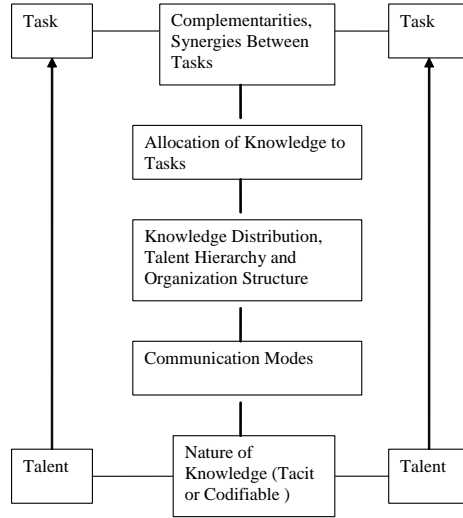 Task
Complementarities,
Synergies Between
Tasks
Task
Allocation of Knowledge to
Tasks
Knowledge Distribution,
Talent Hierarchy and
Organization Structure
Communication Modes
Talent
Nature of
Knowledge (Tacit
or Codifiable )
Talent